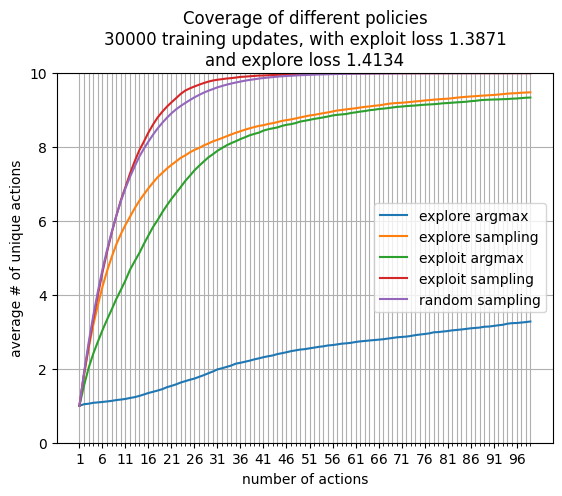 Coverage of different policies
30000 training updates, with exploit loss 1.3871
and explore loss 1.4134
10
8
6
4
2
0
average # of unique actions
explore argmax
explore sampling
exploit argmax
exploit sampling
random sampling
1 6 11 16 21 26 31 36 41 46 51 56 61 66 71 76 81 86 91 96
number of actions